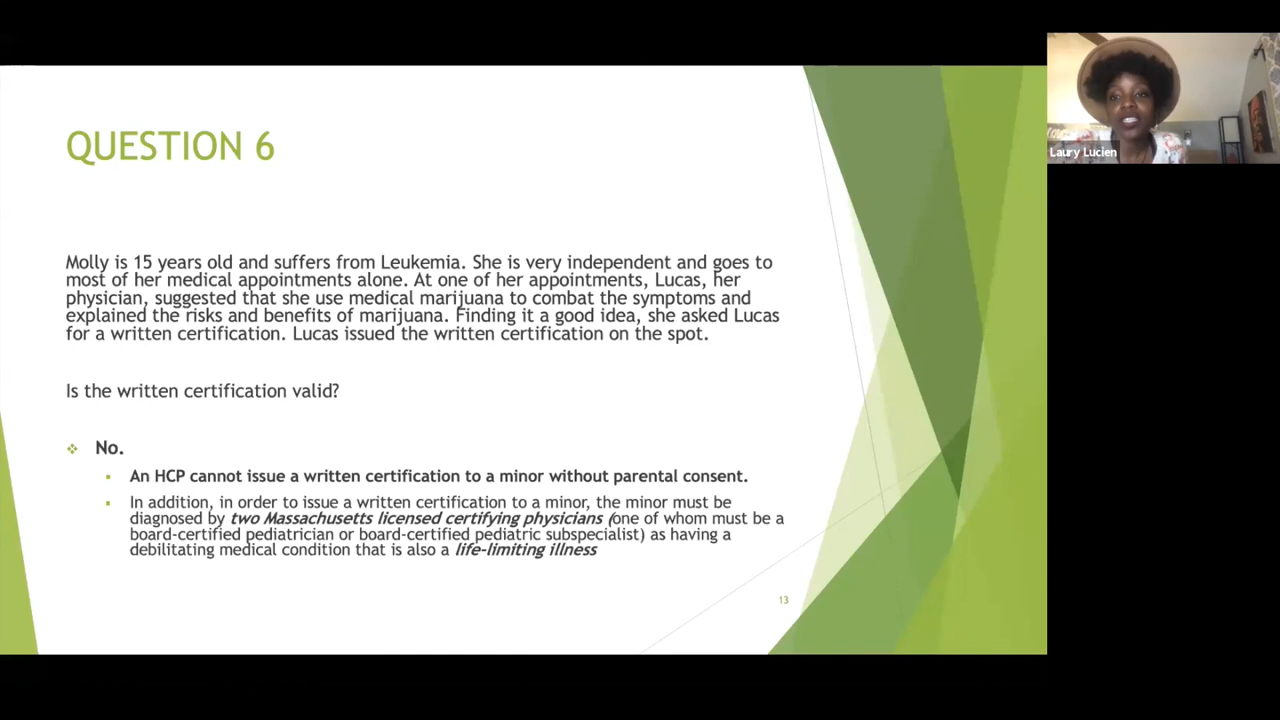 QUESTION 6
Molly is 15 years old and suffers from Leukemia. She is very independent and goes to
most of her medical appointments alone. At one of her appointments, Lucas, her
physician, suggested that she use medical marijuana to combat the symptoms and
explained the risks and benefits of marijuana. Finding it a good idea, she asked Lucas
for a written certification. Lucas issued the written certification on the spot.
Is the written certification valid?
No.
An HCP cannot issue a written certification to a minor without parental consent.
In addition, in order to issue a written certification to a minor, the minor must be
diagnosed by two Massachusetts licensed certifying physicians (one of whom must be a
board-certified pediatrician or board-certified pediatric subspecialist) as having a
debilitating medical condition that is also a life-limiting illness
13
Laury Lucien